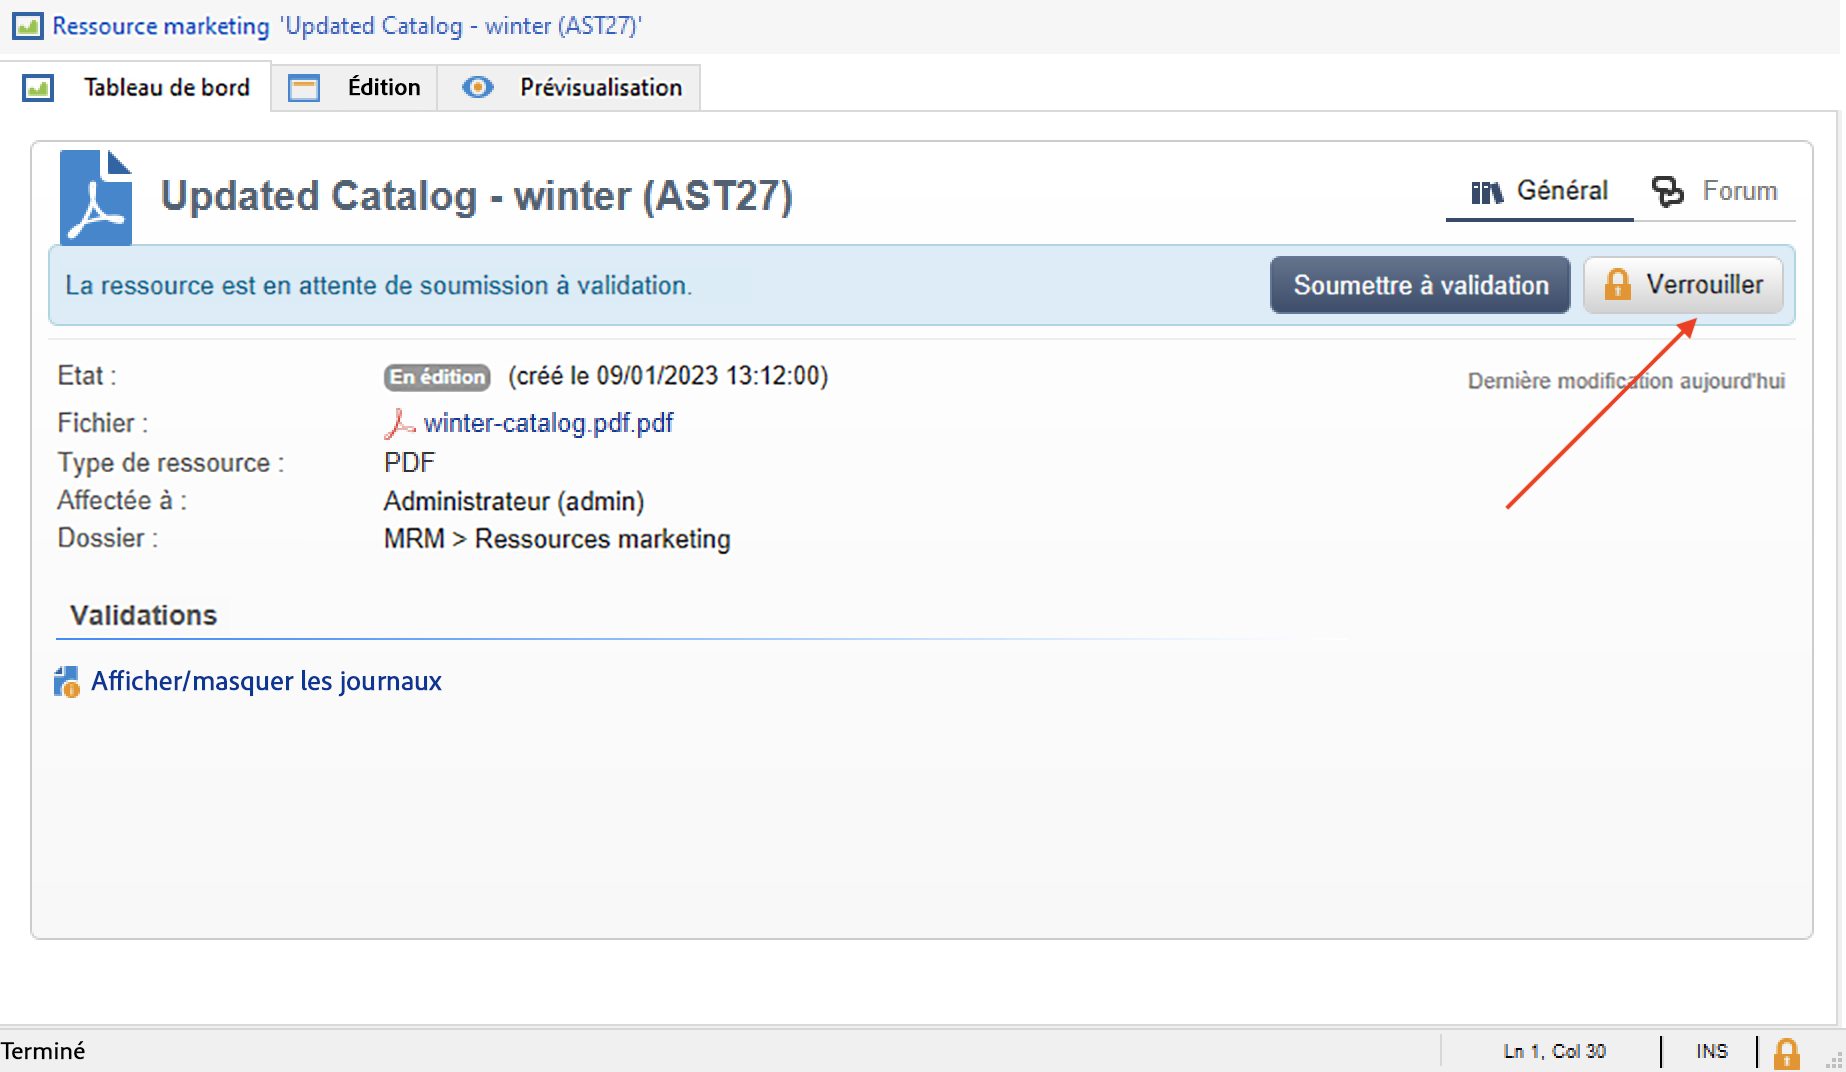 Ressource marketing 'Updated Catalog - winter (AST27)'
Tableau de bord Édition Prévisualisation
Updated Catalog - winter (AST27)
Général Forum
La ressource est en attente de soumission à validation.
Soumettre à validation Verrouiller
Etat : En édition (créé le 09/01/2023 13:12:00)
Dernière modification aujourd'hui
Fichier : winter-catalog.pdf.pdf
Type de ressource : PDF
Affectée à : Administrateur (admin)
Dossier : MRM > Ressources marketing
Validations
Afficher/masquer les journaux
Terminé Ln 1, Col 30 INS